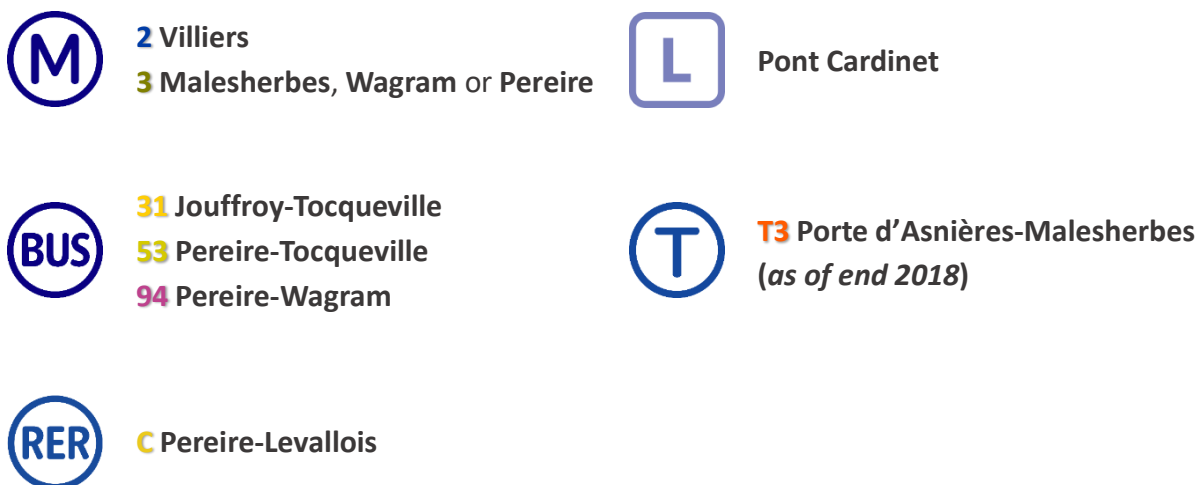 M
2 Villiers
3 Malesherbes, Wagram or Pereire
L
Pont Cardinet
BUS
31 Jouffroy-Tocqueville
53 Pereire-Tocqueville
94 Pereire-Wagram
T
T3 Porte d’Asnières-Malesherbes
(as of end 2018)
RER
C Pereire-Levallois